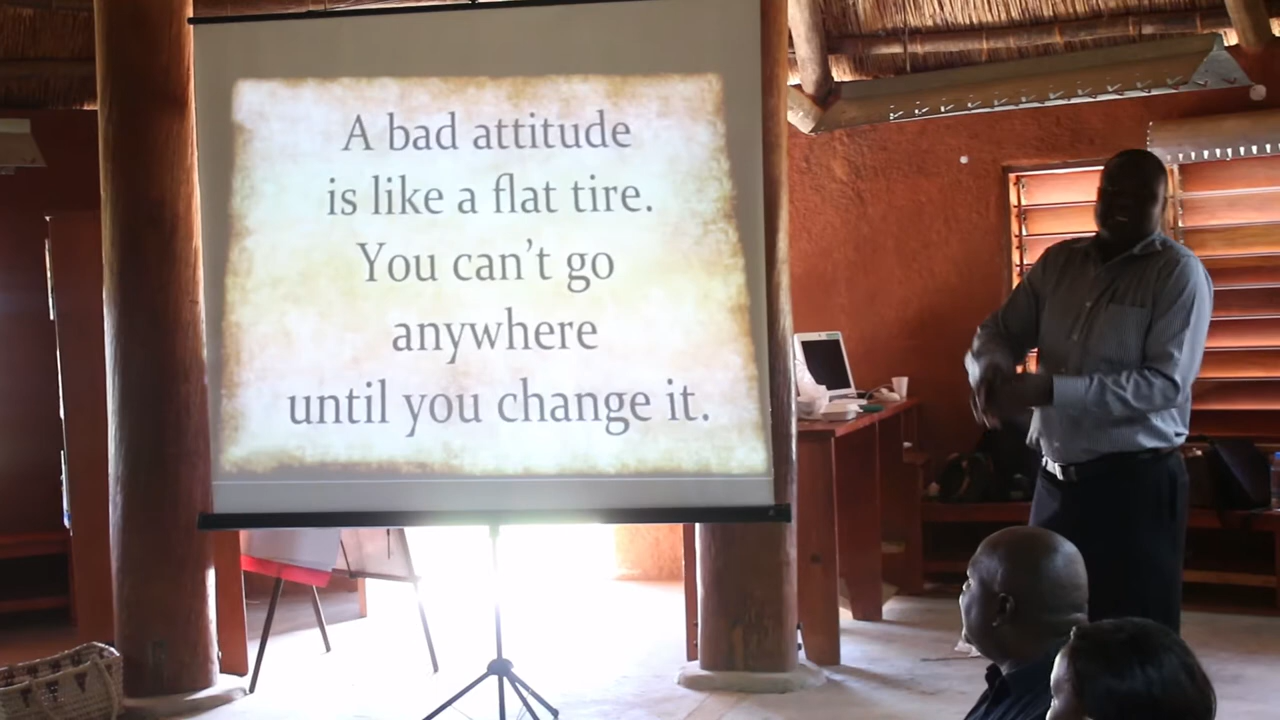 A bad attitude
is like a flat tire.
You can't go
anywhere
until you change it.